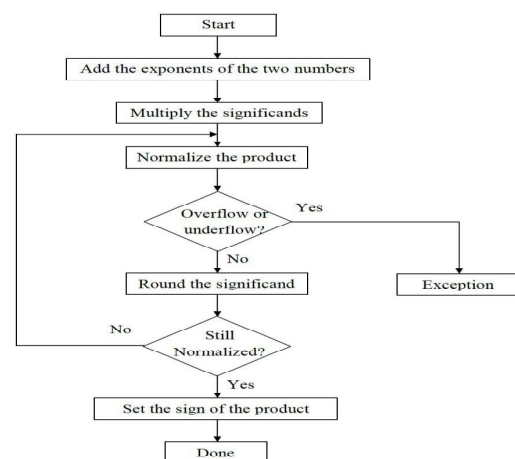 Start
Add the exponents of the two numbers
Multiply the significands
Normalize the product
Overflow or
underflow?
Yes
No
Round the significand
Exception
No
Still
Normalized?
Yes
Set the sign of the product
Done